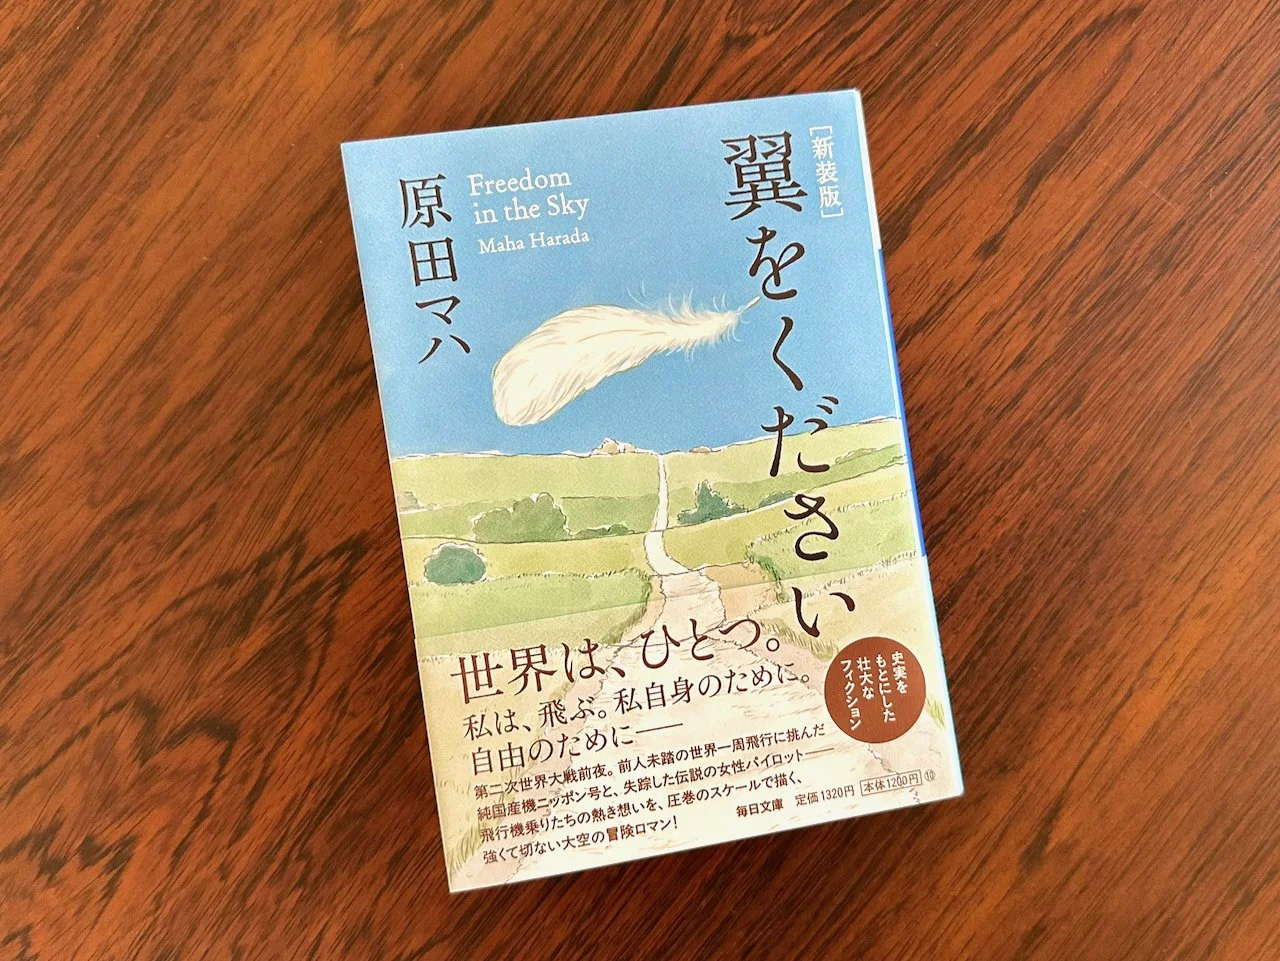 [新装版]
翼をください
Freedom
in the Sky
Maha Harada
原田マハ
世界は、ひとつ。
私は、飛ぶ。私自身のために。
自由のために――
第二次世界大戦前夜。前人未踏の世界一周飛行に挑んだ
純国産機ニッポン号と、失踪した伝説の女性パイロット――
飛行機乗りたちの熱き想いを、圧巻のスケールで描く、
強くて切ない大空の冒険ロマン!
史実を
もとにした
壮大な
フィクション
毎日文庫 定価1320円 本体1200円 ⑩